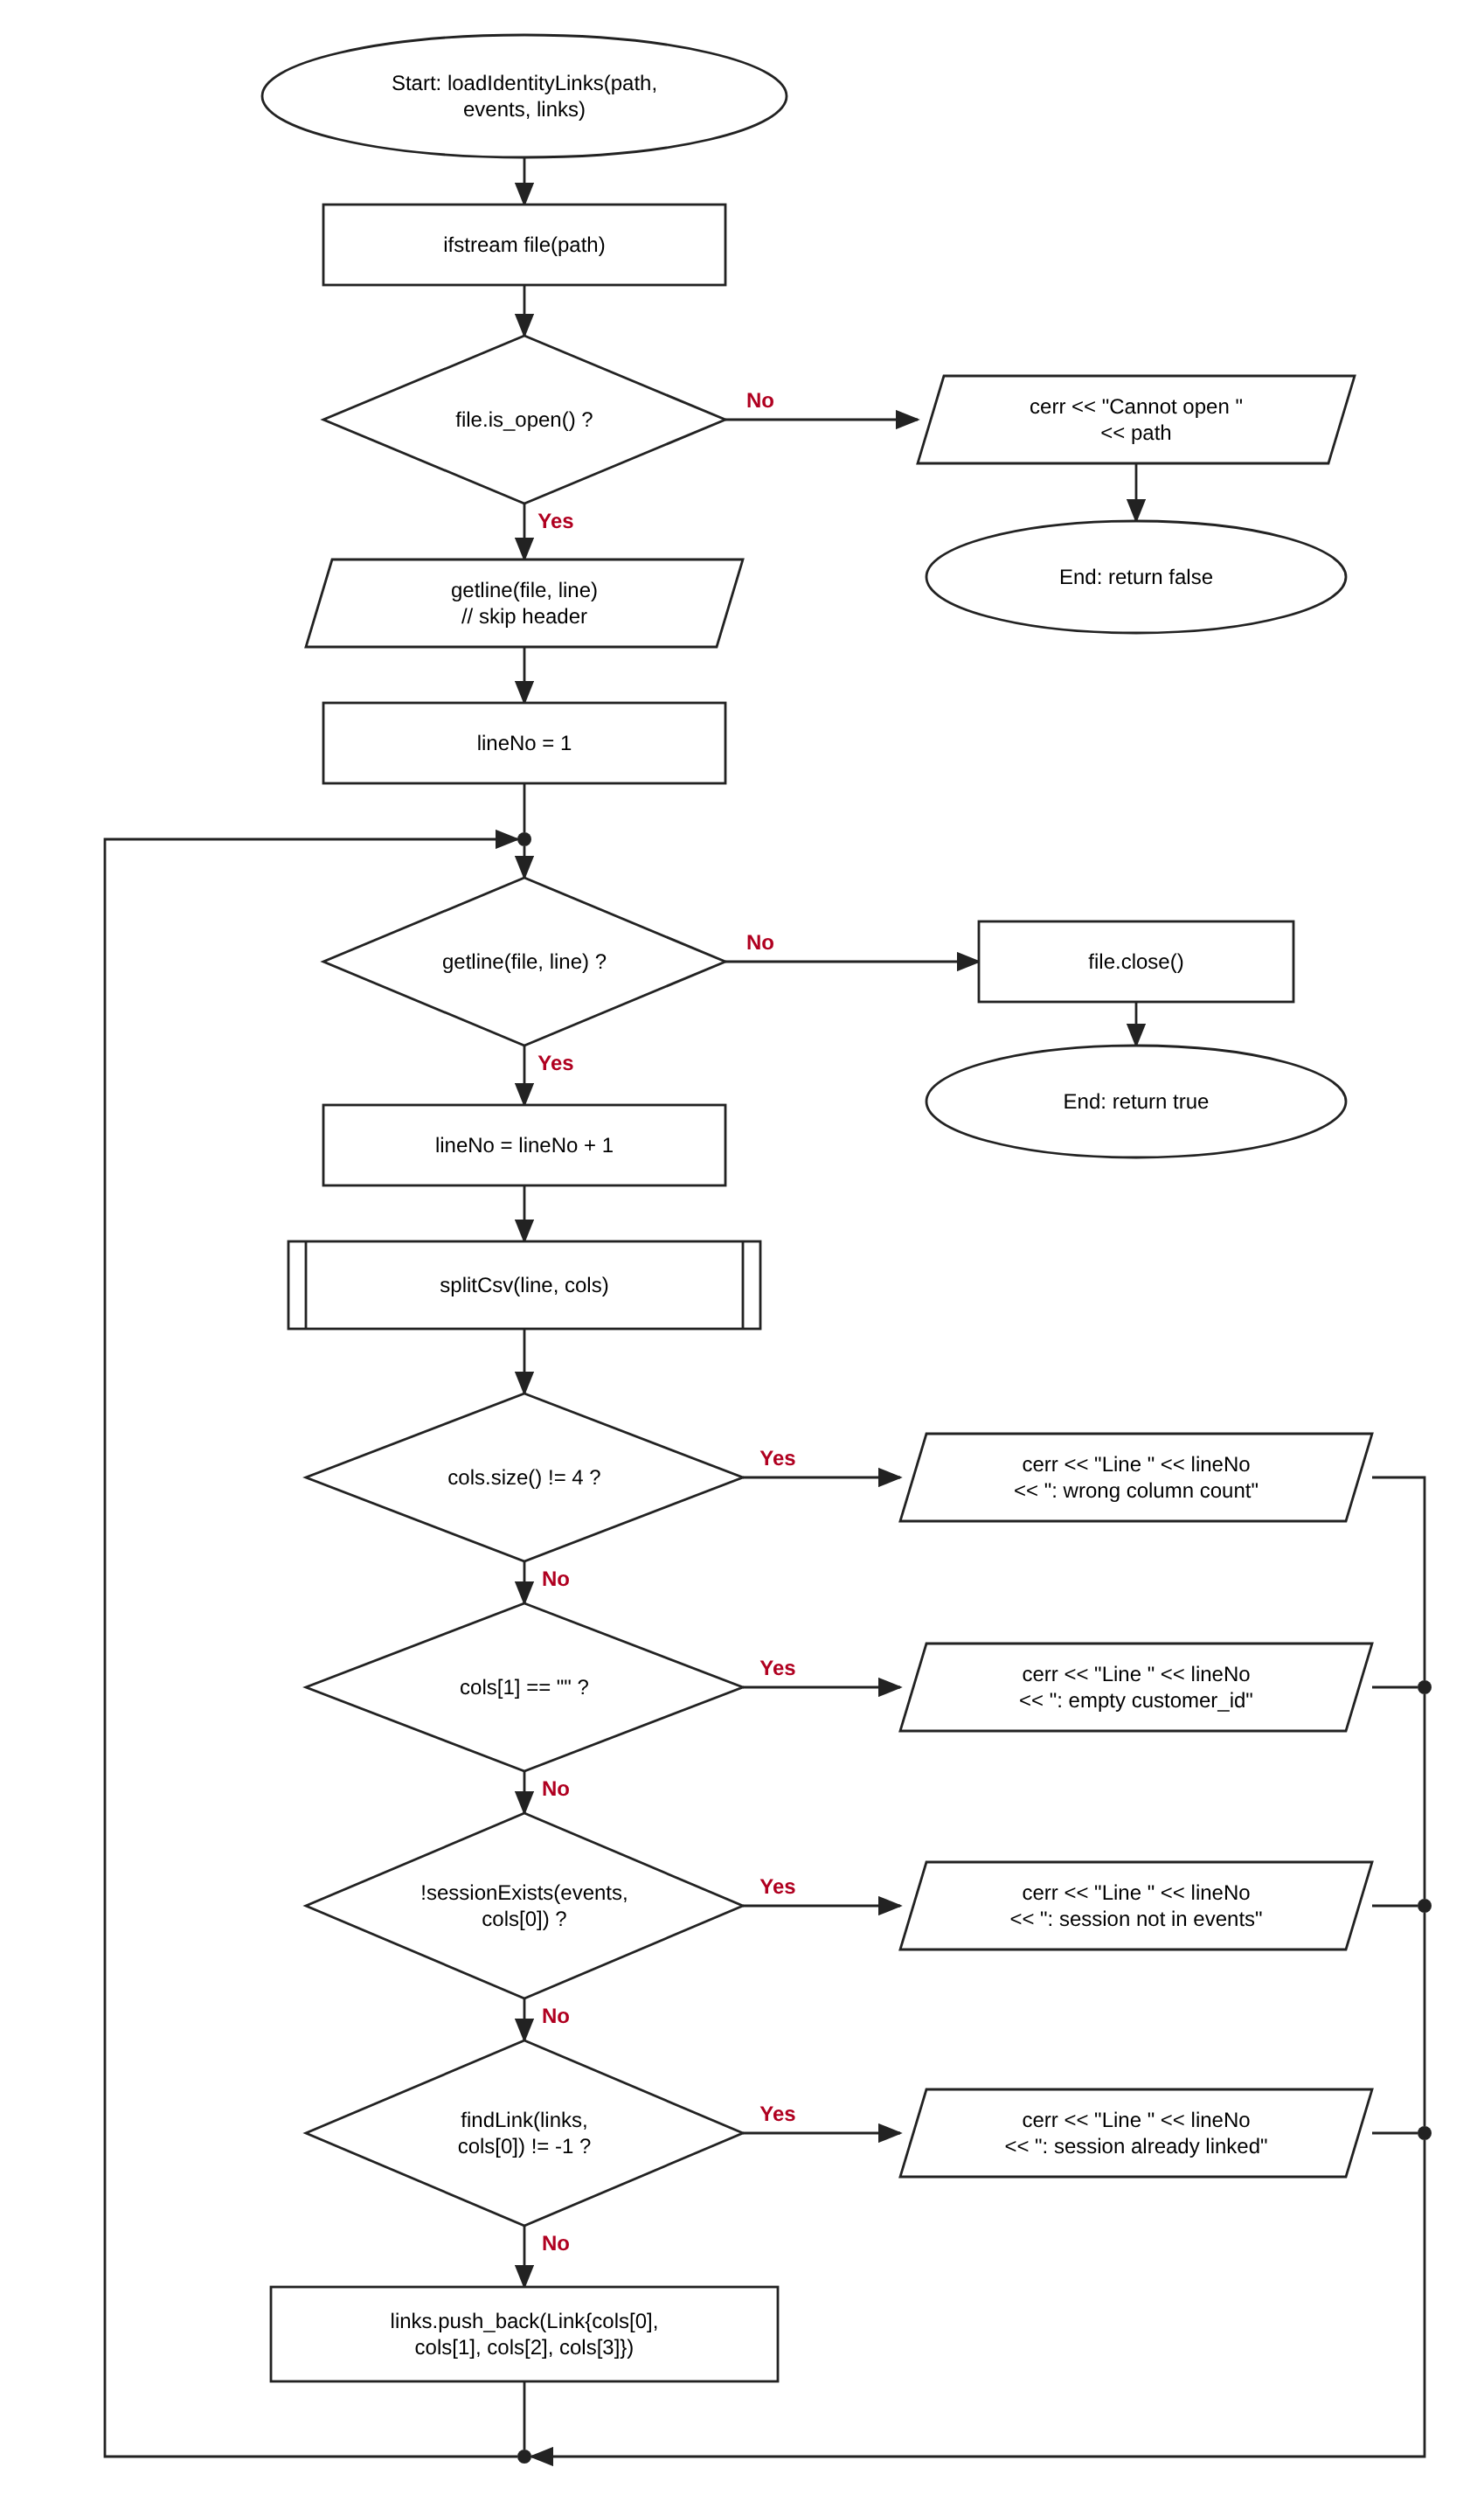 Start: loadIdentityLinks(path,
events, links)
ifstream file(path)
file.is_open() ?
No
cerr << "Cannot open "
<< path
Yes
End: return false
getline(file, line)
// skip header
lineNo = 1
getline(file, line) ?
No
file.close()
Yes
End: return true
lineNo = lineNo + 1
splitCsv(line, cols)
cols.size() != 4 ?
Yes
cerr << "Line " << lineNo
<< ": wrong column count"
No
cols[1] == "" ?
Yes
cerr << "Line " << lineNo
<< ": empty customer_id"
No
!sessionExists(events,
cols[0]) ?
Yes
cerr << "Line " << lineNo
<< ": session not in events"
No
findLink(links,
cols[0]) != -1 ?
Yes
cerr << "Line " << lineNo
<< ": session already linked"
No
links.push_back(Link{cols[0],
cols[1], cols[2], cols[3]})